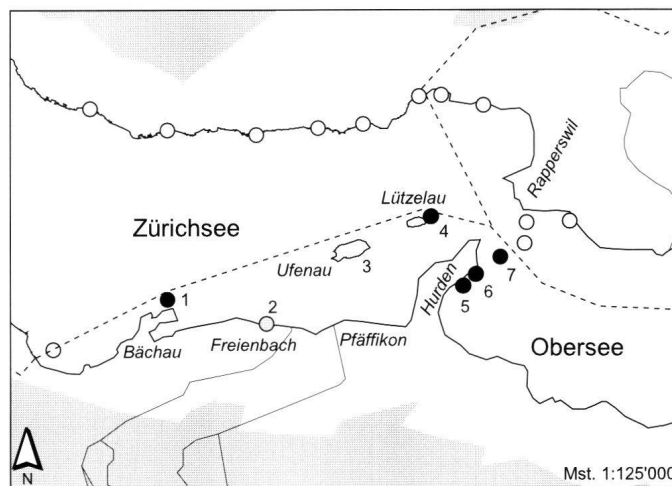 Rapperswil
Lützelau
4
Zürichsee
Ufenau
3
7
Hurden
6
5
1
2
Bächau
Freienbach
Pfäffikon
Obersee
N
Mst. 1:125'000